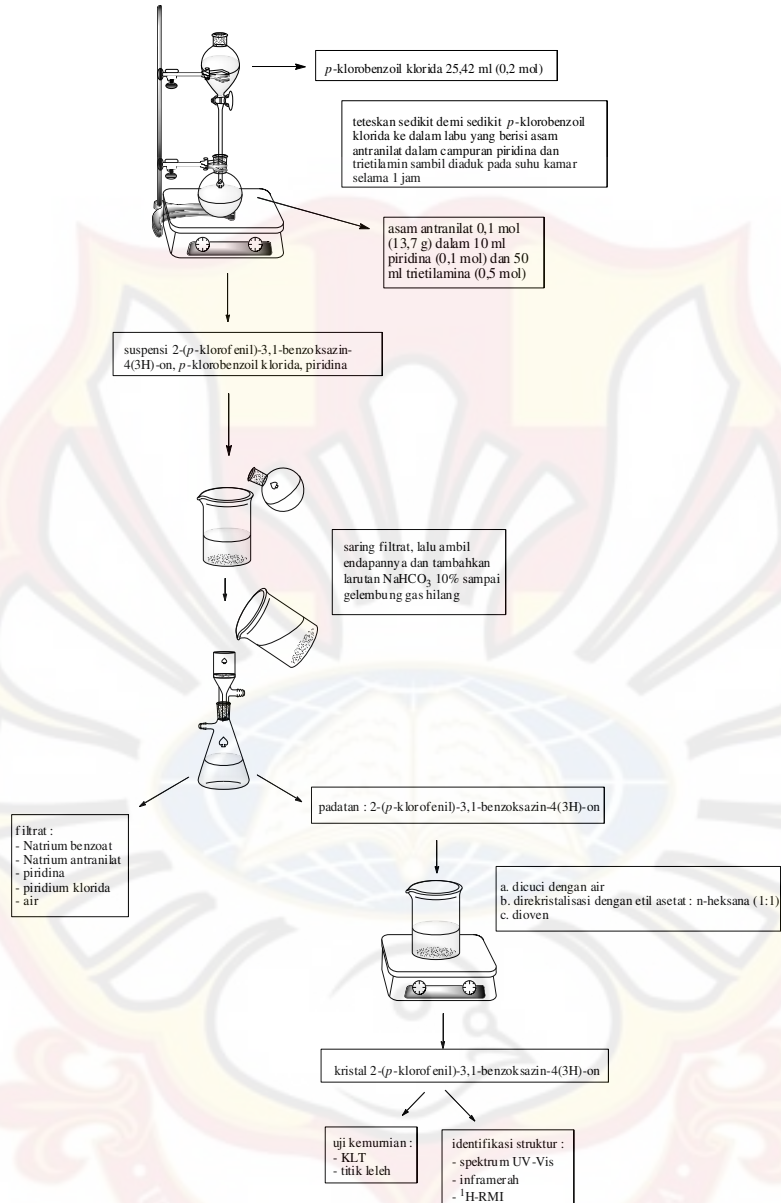 p-klorobenzoil klorida 25,42 ml (0,2 mol)
teteskan sedikit demi sedikit p-klorobenzoil
klorida ke dalam labu yang berisi asam
antranilat dalam campuran piridina dan
trietilamin sambil diaduk pada suhu kamar
selama 1 jam
asam antranilat 0,1 mol
(13,7 g) dalam 10 ml
piridina (0,1 mol) dan 50
ml trietilamina (0,5 mol)
suspensi 2-(p-klorofenil)-3,1-benzoksazin-
4(3H)-on, p-klorobenzoil klorida, piridina
saring filtrat, lalu ambil
endapannya dan tambahkan
larutan NaHCO₃ 10% sampai
gelembung gas hilang
padatan : 2-(p-klorofenil)-3,1-benzoksazin-4(3H)-on
filtrat :
- Natrium benzoat
- Natrium antranilat
- piridina
- piridium klorida
- air
a. dicuci dengan air
b. direkristalisasi dengan etil asetat : n-heksana (1:1)
c. dioven
kristal 2-(p-klorofenil)-3,1-benzoksazin-4(3H)-on
uji kemurnian :
- KLT
- titik leleh
identifikasi struktur :
- spektrum UV-Vis
- inframerah
- ¹H-RMI